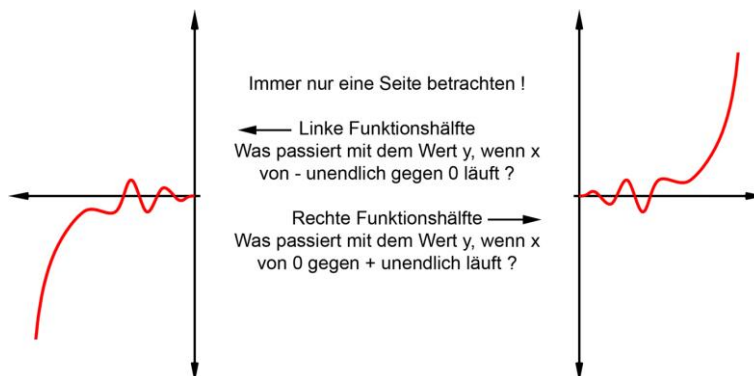 Immer nur eine Seite betrachten !
Linke Funktionshälfte
Was passiert mit dem Wert y, wenn x
von - unendlich gegen 0 läuft ?
Rechte Funktionshälfte
Was passiert mit dem Wert y, wenn x
von 0 gegen + unendlich läuft ?